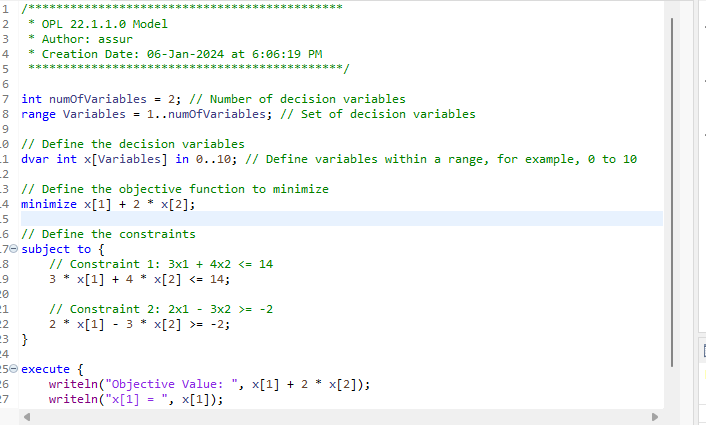 1 /*********************************************
2 * OPL 22.1.1.0 Model
3 * Author: assur
4 * Creation Date: 06-Jan-2024 at 6:06:19 PM
5 *********************************************/
6
7 int numOfVariables = 2; // Number of decision variables
8 range Variables = 1..numOfVariables; // Set of decision variables
9
.0 // Define the decision variables
.1 dvar int x[Variables] in 0..10; // Define variables within a range, for example, 0 to 10
.2
.3 // Define the objective function to minimize
.4 minimize x[1] + 2 * x[2];
.5
.6 // Define the constraints
.7 subject to {
.8 // Constraint 1: 3x1 + 4x2 <= 14
.9 3 * x[1] + 4 * x[2] <= 14;
20
21 // Constraint 2: 2x1 - 3x2 >= -2
22 2 * x[1] - 3 * x[2] >= -2;
23 }
24
25 execute {
26 writeln("Objective Value: ", x[1] + 2 * x[2]);
27 writeln("x[1] = ", x[1]);